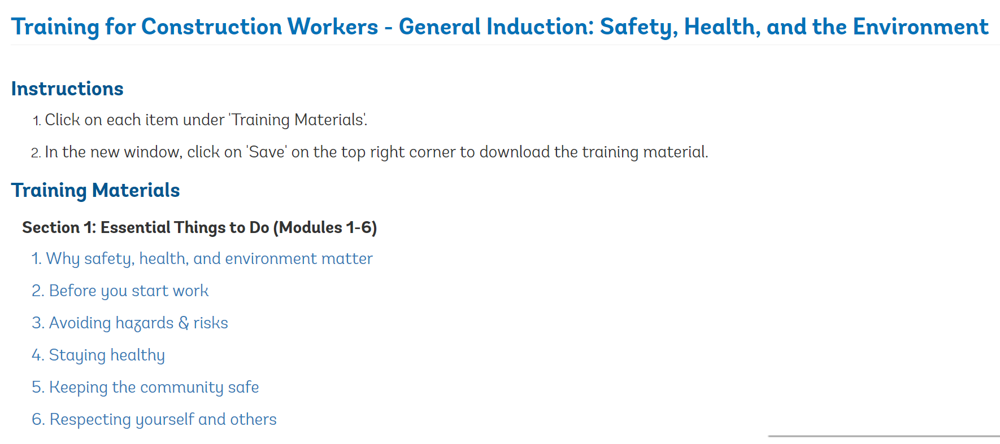 Training for Construction Workers - General Induction: Safety, Health, and the Environment
Instructions
1. Click on each item under 'Training Materials'.
2. In the new window, click on 'Save' on the top right corner to download the training material.
Training Materials
Section 1: Essential Things to Do (Modules 1-6)
1. Why safety, health, and environment matter
2. Before you start work
3. Avoiding hazards & risks
4. Staying healthy
5. Keeping the community safe
6. Respecting yourself and others